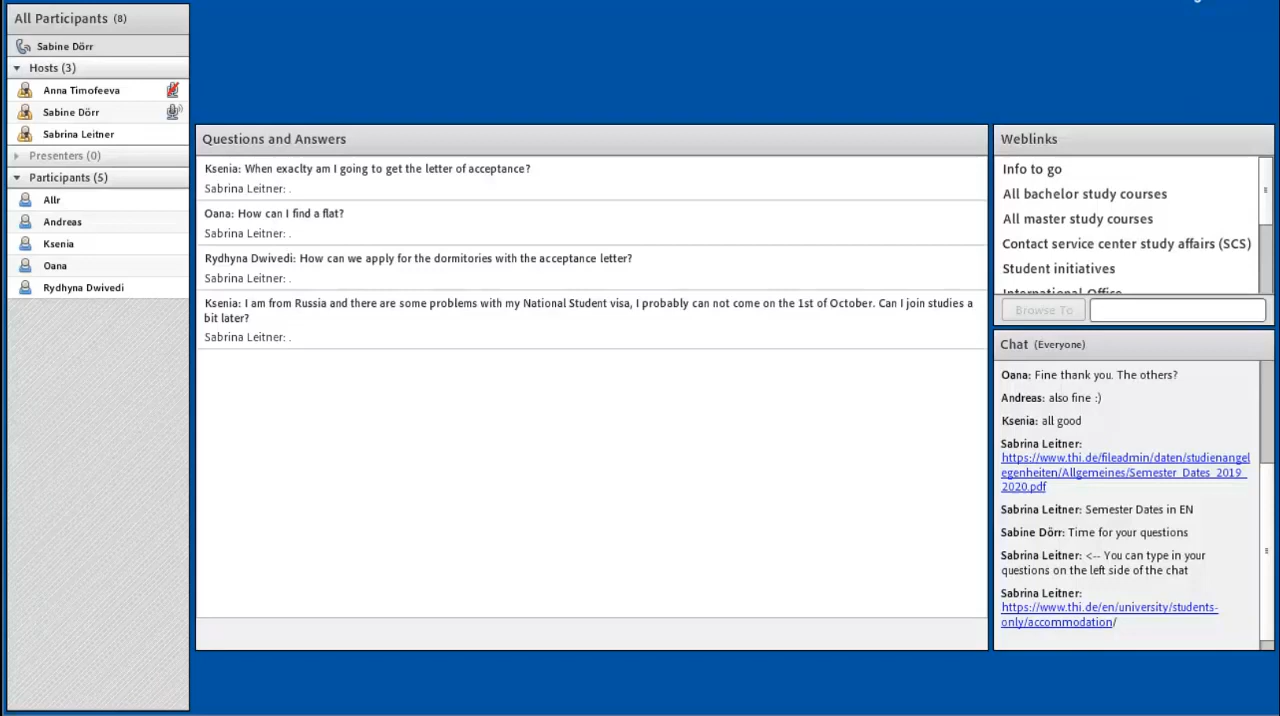 All Participants (8)
Sabine Dörr
Hosts (3)
Anna Timofeeva
Sabine Dörr
Sabrina Leitner
Presenters (0)
Participants (5)
Allr
Andreas
Ksenia
Oana
Rydhyna Dwivedi
Questions and Answers
Ksenia: When exaclty am I going to get the letter of acceptance?
Sabrina Leitner: .
Oana: How can I find a flat?
Sabrina Leitner: .
Rydhyna Dwivedi: How can we apply for the dormitories with the acceptance letter?
Sabrina Leitner: .
Ksenia: I am from Russia and there are some problems with my National Student visa, I probably can not come on the 1st of October. Can I join studies a
bit later?
Sabrina Leitner: .
Weblinks
Info to go
All bachelor study courses
All master study courses
Contact service center study affairs (SCS)
Student initiatives
International Office
Browse To
Chat (Everyone)
Oana: Fine thank you. The others?
Andreas: also fine :)
Ksenia: all good
Sabrina Leitner:
https://www.thi.de/fileadmin/daten/studienangel
egenheiten/Allgemeines/Semester_Dates_2019_
2020.pdf
Sabrina Leitner: Semester Dates in EN
Sabine Dörr: Time for your questions
Sabrina Leitner: <-- You can type in your
questions on the left side of the chat
Sabrina Leitner:
https://www.thi.de/en/university/students-
only/accommodation/